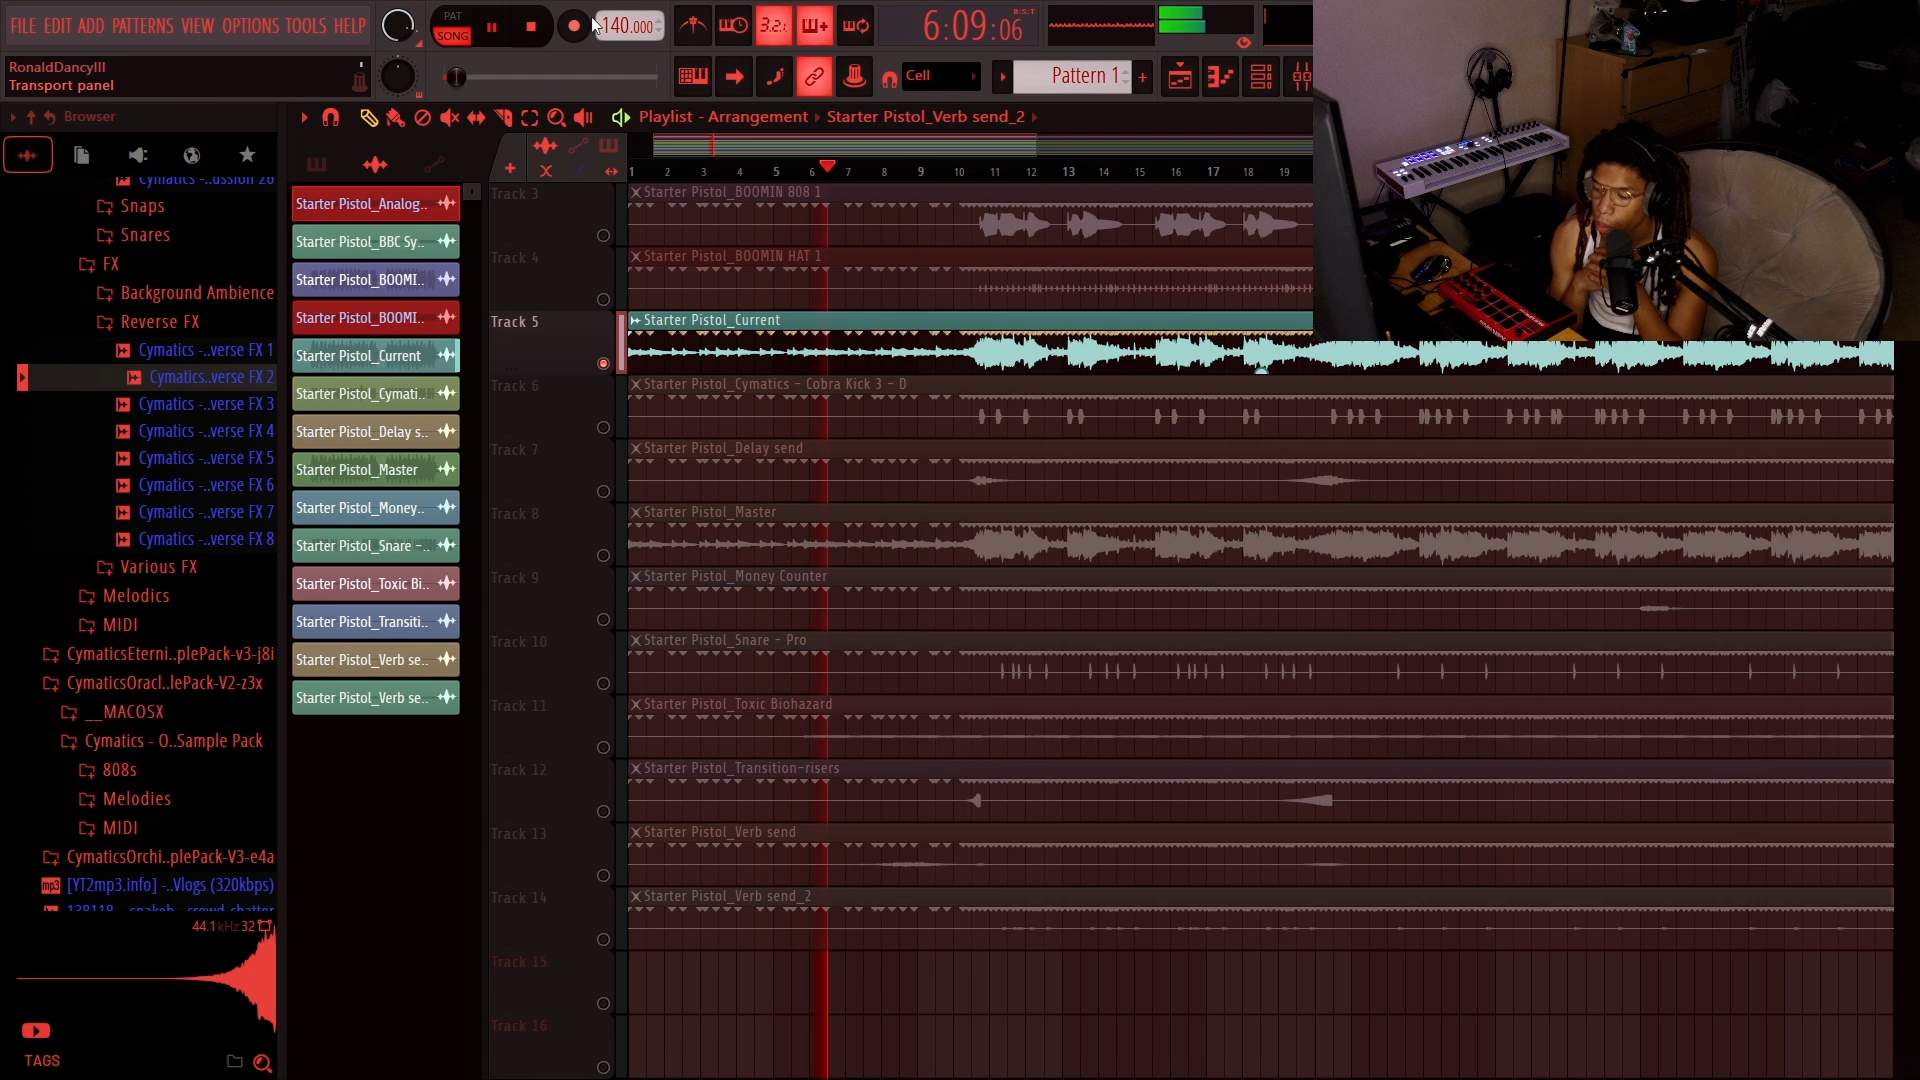 FILE EDIT ADD PATTERNS VIEW OPTIONS TOOLS HELP
PAT
SONG
140.000
3.2.1
6:09:06
B:S:T
RonaldDancyIII
Transport panel
Cell
Pattern 1
+
Browser
Playlist - Arrangement
Starter Pistol_Verb send_2
Snaps
Snares
FX
Background Ambience
Reverse FX
Cymatics -..verse FX 1
Cymatics..verse FX 2
Cymatics -..verse FX 3
Cymatics -..verse FX 4
Cymatics -..verse FX 5
Cymatics -..verse FX 6
Cymatics -..verse FX 7
Cymatics -..verse FX 8
Various FX
Melodics
MIDI
CymaticsEterni..plePack-v3-j8i
CymaticsOracl..lePack-V2-z3x
__MACOSX
Cymatics - O..Sample Pack
808s
Melodies
MIDI
CymaticsOrchi..plePack-V3-e4a
[YT2mp3.info] -..Vlogs (320kbps)
44.1kHz 32
TAGS
Starter Pistol_Analog..
Starter Pistol_BBC Sy..
Starter Pistol_BOOMI..
Starter Pistol_BOOMI..
Starter Pistol_Current
Starter Pistol_Cymati..
Starter Pistol_Delay s..
Starter Pistol_Master
Starter Pistol_Money..
Starter Pistol_Snare -..
Starter Pistol_Toxic Bi..
Starter Pistol_Transiti..
Starter Pistol_Verb se..
Starter Pistol_Verb se..
1 2 3 4 5 6 7 8 9 10 11 12 13 14 15 16 17 18 19
Track 3
Starter Pistol_BOOMIN 808 1
Track 4
Starter Pistol_BOOMIN HAT 1
Track 5
Starter Pistol_Current
Track 6
Starter Pistol_Cymatics - Cobra Kick 3 - D
Track 7
Starter Pistol_Delay send
Track 8
Starter Pistol_Master
Track 9
Starter Pistol_Money Counter
Track 10
Starter Pistol_Snare - Pro
Track 11
Starter Pistol_Toxic Biohazard
Track 12
Starter Pistol_Transition-risers
Track 13
Starter Pistol_Verb send
Track 14
Starter Pistol_Verb send_2
Track 15
Track 16